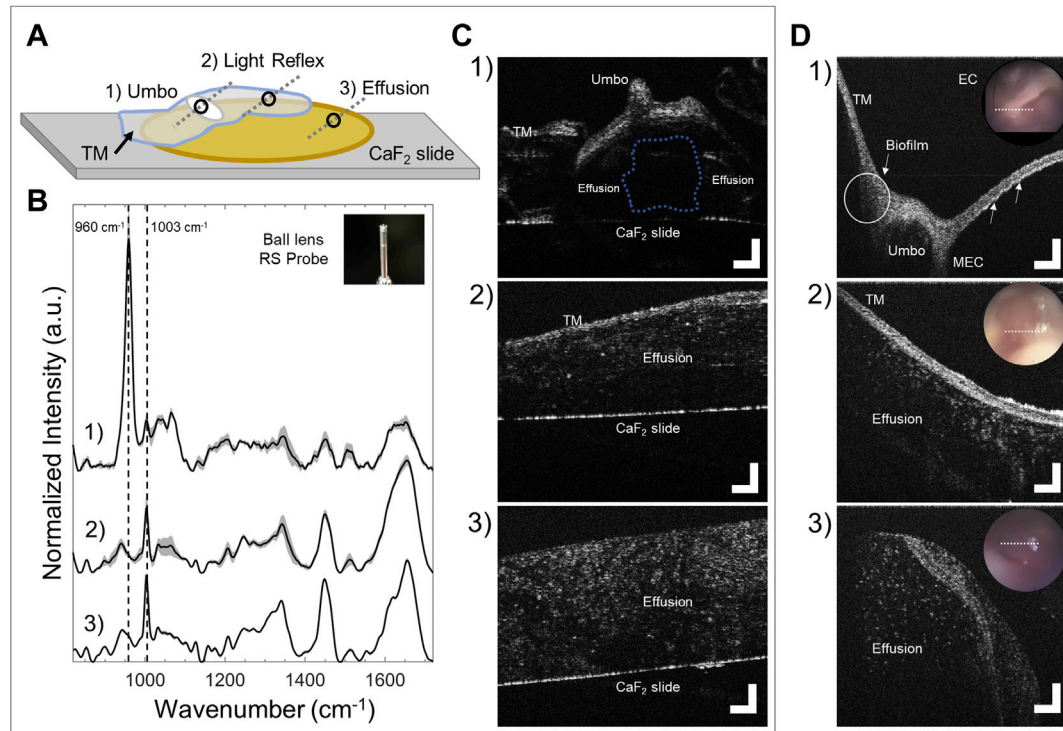 A
1) Umbo
2) Light Reflex
3) Effusion
TM
CaF₂ slide
B
960 cm⁻¹
1003 cm⁻¹
Ball lens
RS Probe
1)
2)
3)
Normalized Intensity (a.u.)
1000
1200
1400
1600
Wavenumber (cm⁻¹)
C
1)
Umbo
TM
Effusion
Effusion
CaF₂ slide
2)
TM
Effusion
CaF₂ slide
3)
Effusion
CaF₂ slide
D
1)
EC
TM
Biofilm
Umbo
MEC
2)
TM
Effusion
3)
Effusion